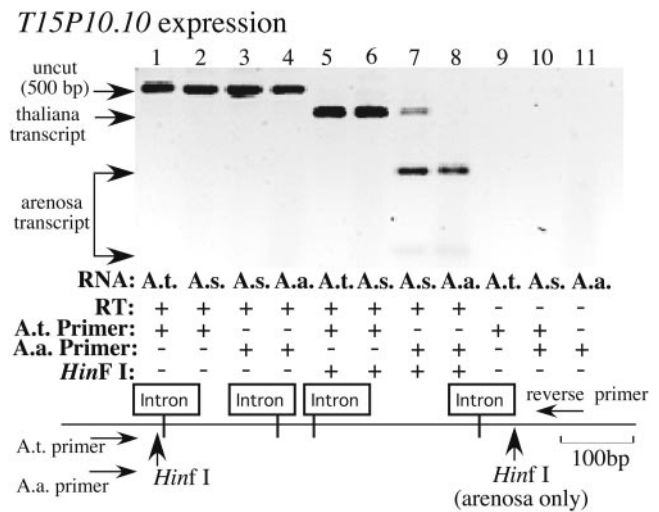 T15P10.10 expression
1 2 3 4 5 6 7 8 9 10 11
uncut
(500 bp)
thaliana
transcript
arenosa
transcript
RNA: A.t. A.s. A.s. A.a. A.t. A.s. A.s. A.a. A.t. A.s. A.a.
RT: + + + + + + + + - - -
A.t. Primer: + + - - + + - - + + -
A.a. Primer: - - + + - - + + - + +
HinF I: - - - - + + + + - - -
Intron Intron Intron Intron reverse primer
A.t. primer
A.a. primer
Hinf I Hinf I 100bp
(arenosa only)